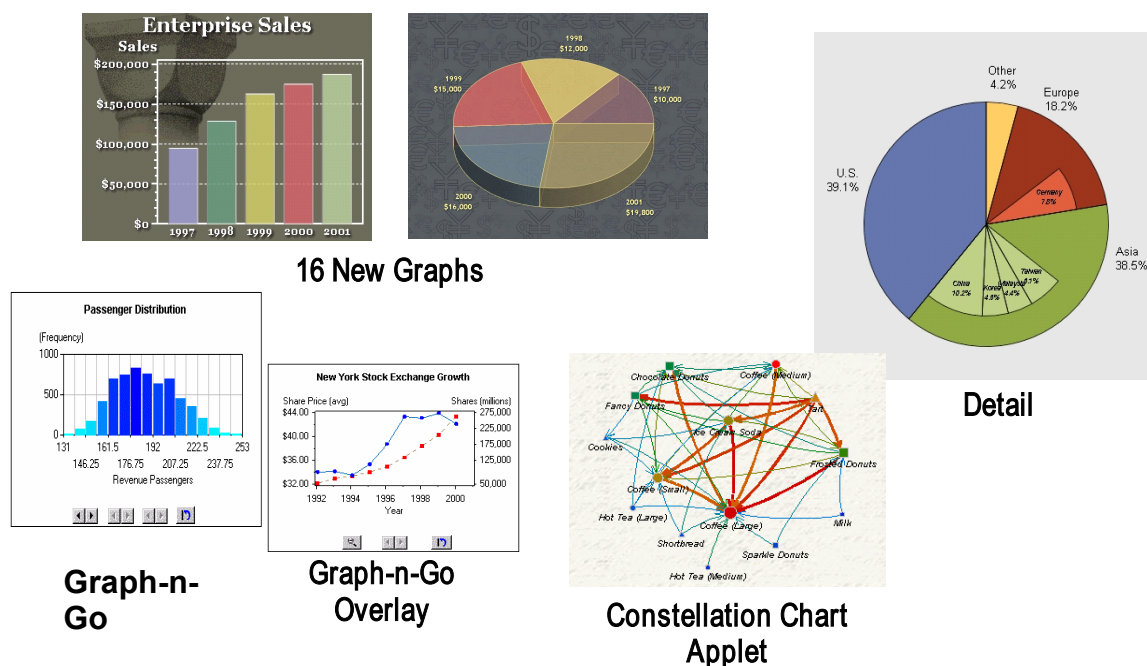 Enterprise Sales
Sales
$200,000
$150,000
$100,000
$50,000
$0
1997 1998 1999 2000 2001
1998
$12,000
1999
$15,000
1997
$10,000
2000
$16,000
2001
$19,800
16 New Graphs
Other
4.2%
Europe
18.2%
U.S.
39.1%
Germany
7.8%
Asia
38.5%
China
10.2%
Korea
4.8%
Malaysia
4.4%
Taiwan
Detail
Passenger Distribution
(Frequency)
1000
500
0
131 161.5 192 222.5 253
146.25 176.75 207.25 237.75
Revenue Passengers
Graph-n-
Go
New York Stock Exchange Growth
Share Price (avg) Shares (millions)
$44.00 275,000
225,000
$40.00
175,000
$36.00 125,000
$32.00 50,000
1992 1994 1996 1998 2000
Year
Graph-n-Go
Overlay
Chocolate Donuts
Coffee (Medium)
Fancy Donuts
Tart
Ice Cream Soda
Cookies
Frosted Donuts
Coffee (Small)
Hot Tea (Large)
Coffee (Large)
Milk
Shortbread
Sparkle Donuts
Hot Tea (Medium)
Constellation Chart
Applet